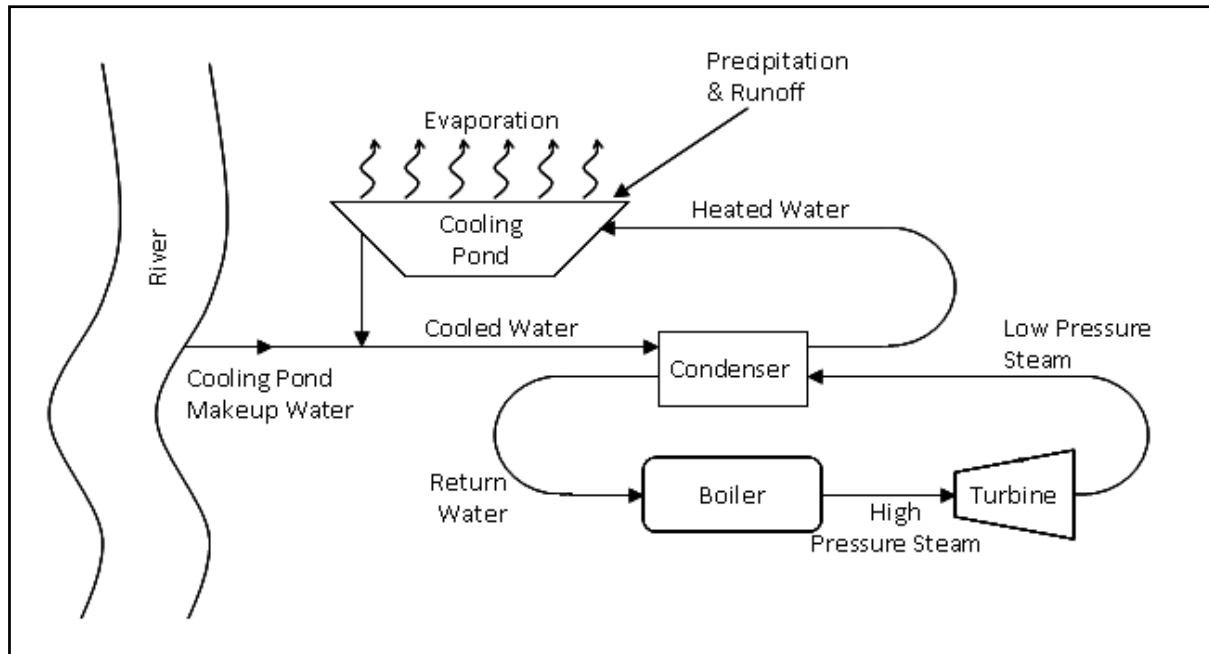 Precipitation
& Runoff
Evaporation
Heated Water
Cooling
Pond
River
Cooled Water
Low Pressure
Steam
Condenser
Cooling Pond
Makeup Water
Return
Water
Boiler
Turbine
High
Pressure Steam